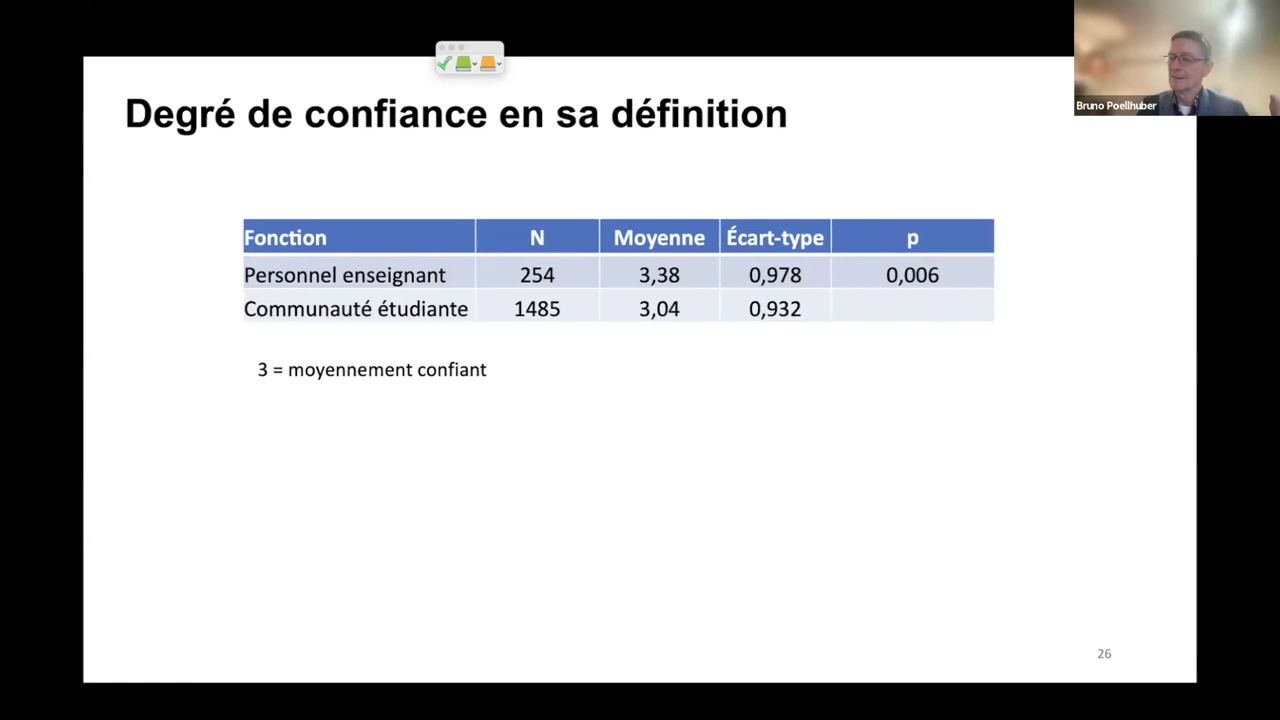 Bruno Poellhuber
Degré de confiance en sa définition
Fonction N Moyenne Écart-type p
Personnel enseignant 254 3,38 0,978 0,006
Communauté étudiante 1485 3,04 0,932
3 = moyennement confiant
26